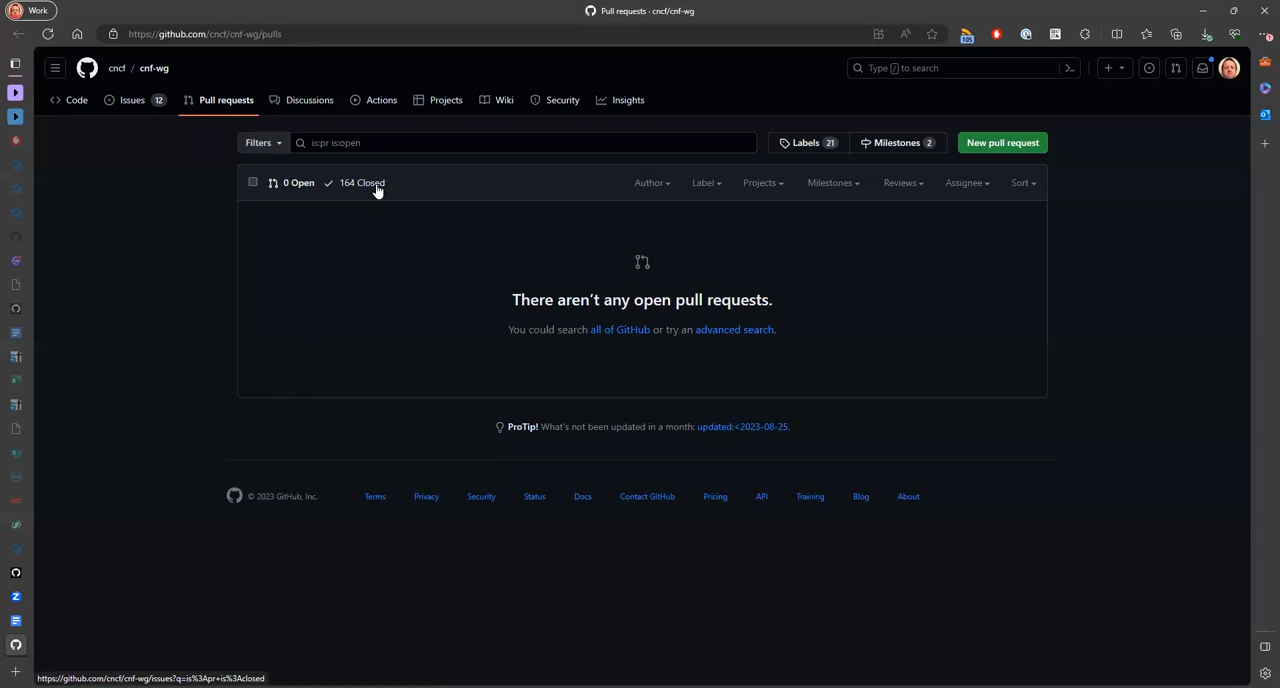 Work
Pull requests · cncf/cnf-wg
https://github.com/cncf/cnf-wg/pulls
105
cncf / cnf-wg
Type / to search
Code
Issues 12
Pull requests
Discussions
Actions
Projects
Wiki
Security
Insights
Filters
is:pr is:open
Labels 21
Milestones 2
New pull request
0 Open
164 Closed
Author
Label
Projects
Milestones
Reviews
Assignee
Sort
There aren't any open pull requests.
You could search all of GitHub or try an advanced search.
ProTip! What's not been updated in a month: updated:<2023-08-25.
© 2023 GitHub, Inc.
Terms
Privacy
Security
Status
Docs
Contact GitHub
Pricing
API
Training
Blog
About
https://github.com/cncf/cnf-wg/issues?q=is%3Apr+is%3Aclosed